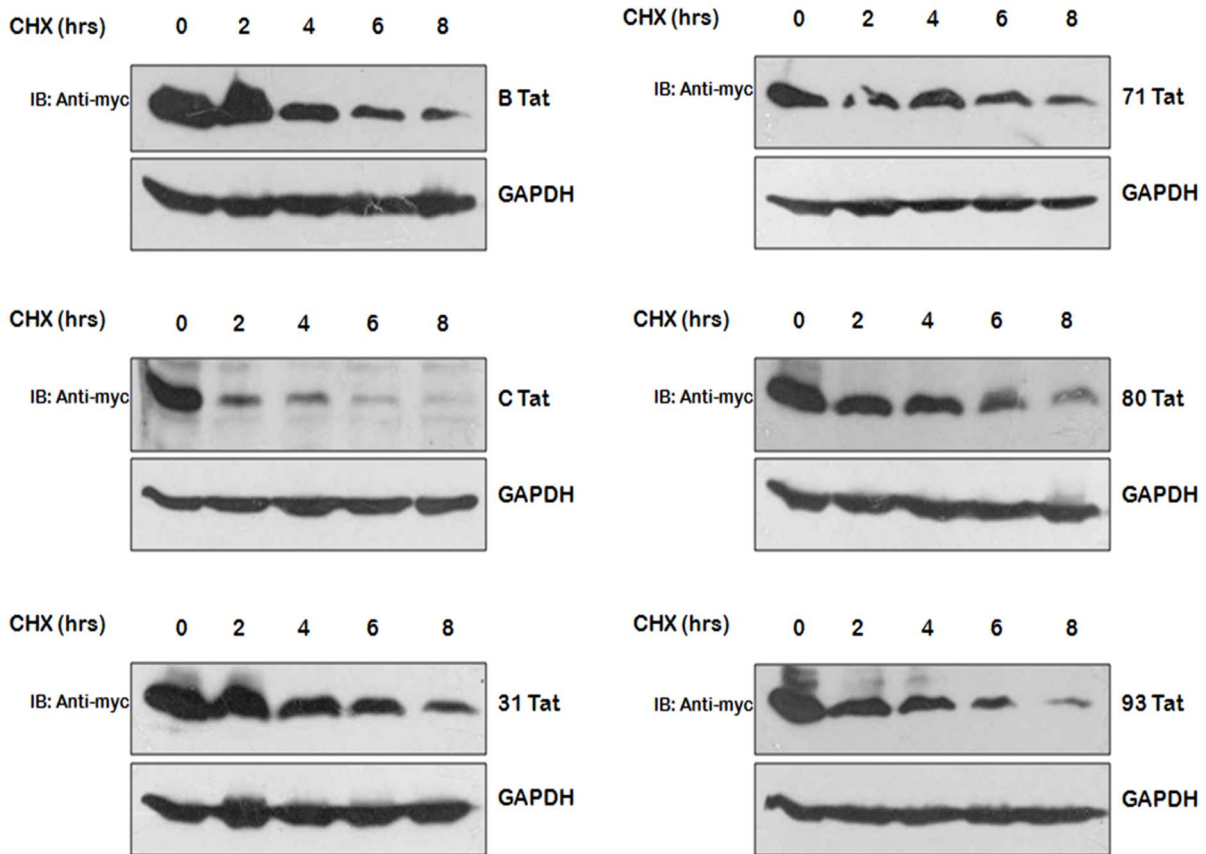 CHX (hrs) 0 2 4 6 8
IB: Anti-myc B Tat
GAPDH
CHX (hrs) 0 2 4 6 8
IB: Anti-myc 71 Tat
GAPDH
CHX (hrs) 0 2 4 6 8
IB: Anti-myc C Tat
GAPDH
CHX (hrs) 0 2 4 6 8
IB: Anti-myc 80 Tat
GAPDH
CHX (hrs) 0 2 4 6 8
IB: Anti-myc 31 Tat
GAPDH
CHX (hrs) 0 2 4 6 8
IB: Anti-myc 93 Tat
GAPDH